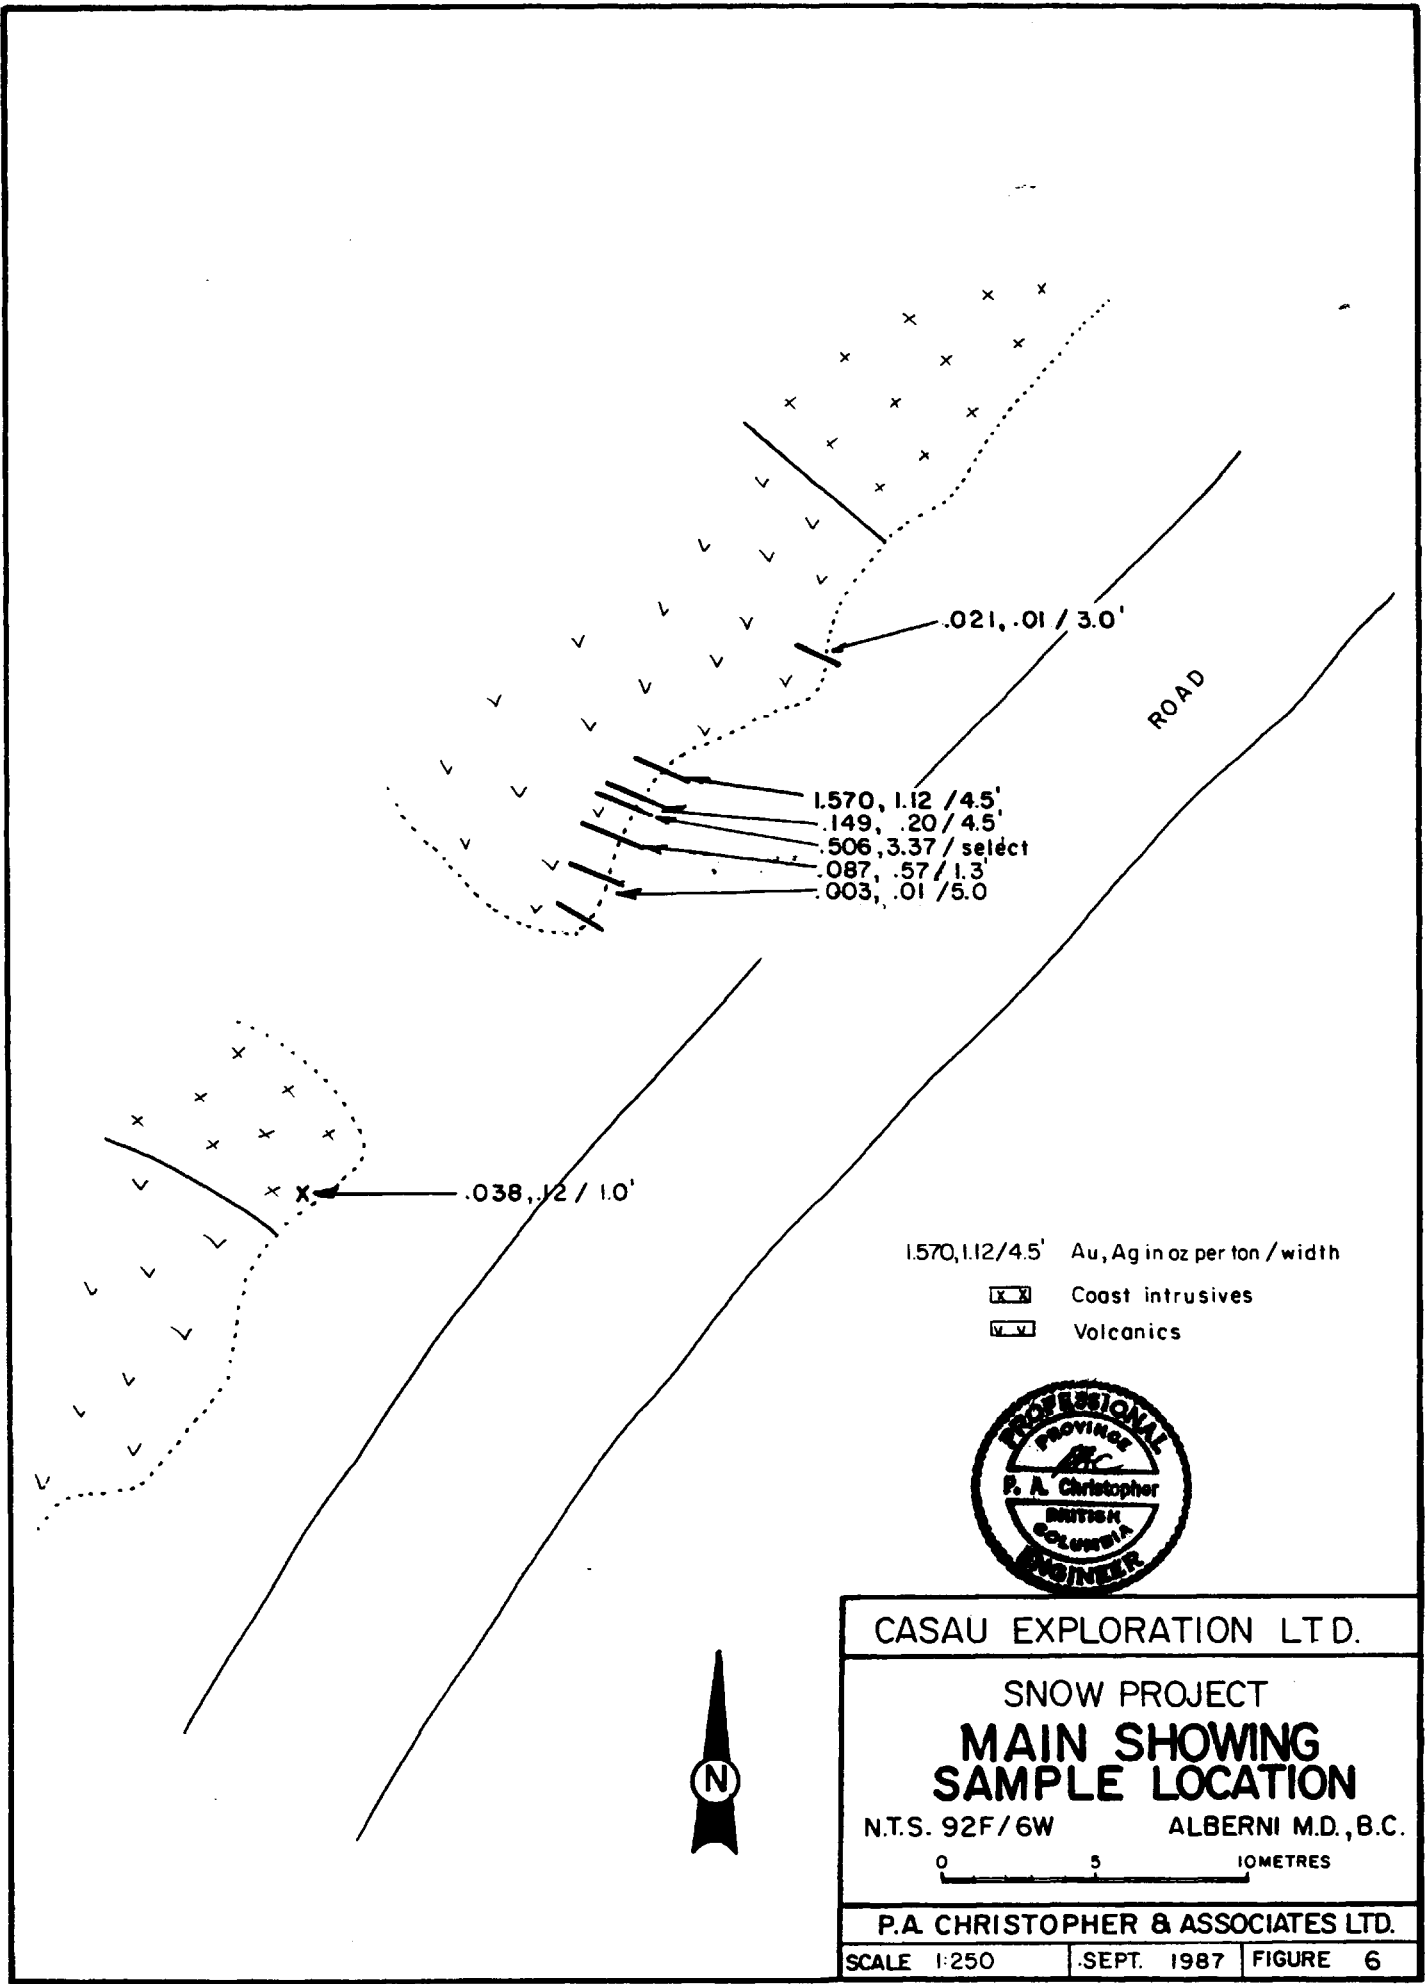 .021, .01 / 3.0'
ROAD
1.570, 1.12 / 4.5'
.149, .20 / 4.5'
.506, 3.37 / select
.087, .57 / 1.3'
.003, .01 / 5.0
.038, .12 / 1.0'
1.570, 1.12/4.5' Au, Ag in oz per ton / width
x x Coast intrusives
v v Volcanics
PROFESSIONAL
PROVINCE
P. A. Christopher
BRITISH
COLUMBIA
ENGINEER
CASAU EXPLORATION LTD.
SNOW PROJECT
MAIN SHOWING
SAMPLE LOCATION
N.T.S. 92F/6W ALBERNI M.D., B.C.
0 5 10 METRES
P.A. CHRISTOPHER & ASSOCIATES LTD.
SCALE 1:250 SEPT. 1987 FIGURE 6
N